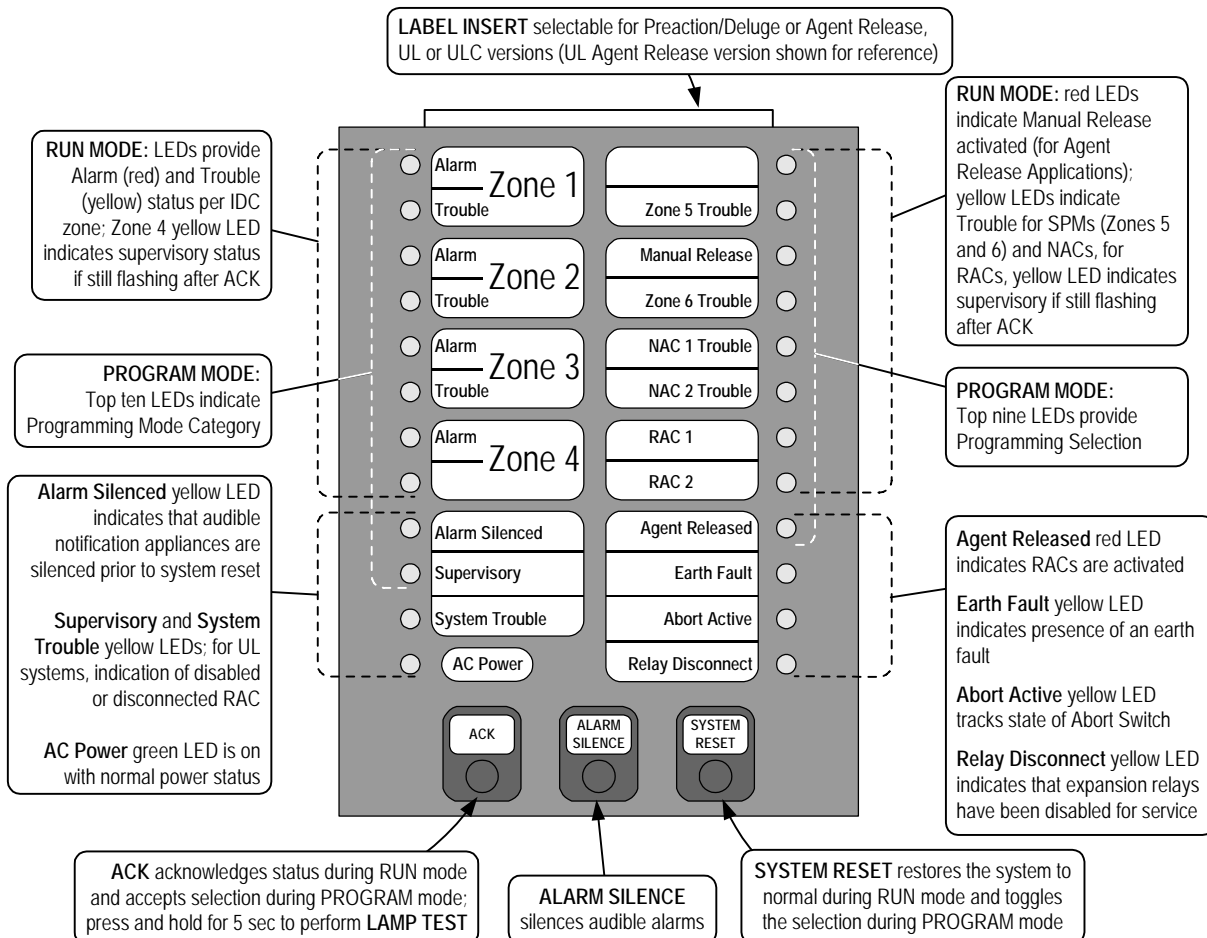 LABEL INSERT selectable for Preaction/Deluge or Agent Release,
UL or ULC versions (UL Agent Release version shown for reference)
RUN MODE: LEDs provide
Alarm (red) and Trouble
(yellow) status per IDC
zone; Zone 4 yellow LED
indicates supervisory status
if still flashing after ACK
PROGRAM MODE:
Top ten LEDs indicate
Programming Mode Category
Alarm Silenced yellow LED
indicates that audible
notification appliances are
silenced prior to system reset
Supervisory and System
Trouble yellow LEDs; for UL
systems, indication of disabled
or disconnected RAC
AC Power green LED is on
with normal power status
Alarm
Zone 1
Trouble
Alarm
Zone 2
Trouble
Alarm
Zone 3
Trouble
Alarm
Zone 4
Alarm Silenced
Supervisory
System Trouble
AC Power
Zone 5 Trouble
Manual Release
Zone 6 Trouble
NAC 1 Trouble
NAC 2 Trouble
RAC 1
RAC 2
Agent Released
Earth Fault
Abort Active
Relay Disconnect
ACK
ALARM
SILENCE
SYSTEM
RESET
RUN MODE: red LEDs
indicate Manual Release
activated (for Agent
Release Applications);
yellow LEDs indicate
Trouble for SPMs (Zones 5
and 6) and NACs, for
RACs, yellow LED indicates
supervisory if still flashing
after ACK
PROGRAM MODE:
Top nine LEDs provide
Programming Selection
Agent Released red LED
indicates RACs are activated
Earth Fault yellow LED
indicates presence of an earth
fault
Abort Active yellow LED
tracks state of Abort Switch
Relay Disconnect yellow LED
indicates that expansion relays
have been disabled for service
ACK acknowledges status during RUN mode
and accepts selection during PROGRAM mode;
press and hold for 5 sec to perform LAMP TEST
ALARM SILENCE
silences audible alarms
SYSTEM RESET restores the system to
normal during RUN mode and toggles
the selection during PROGRAM mode